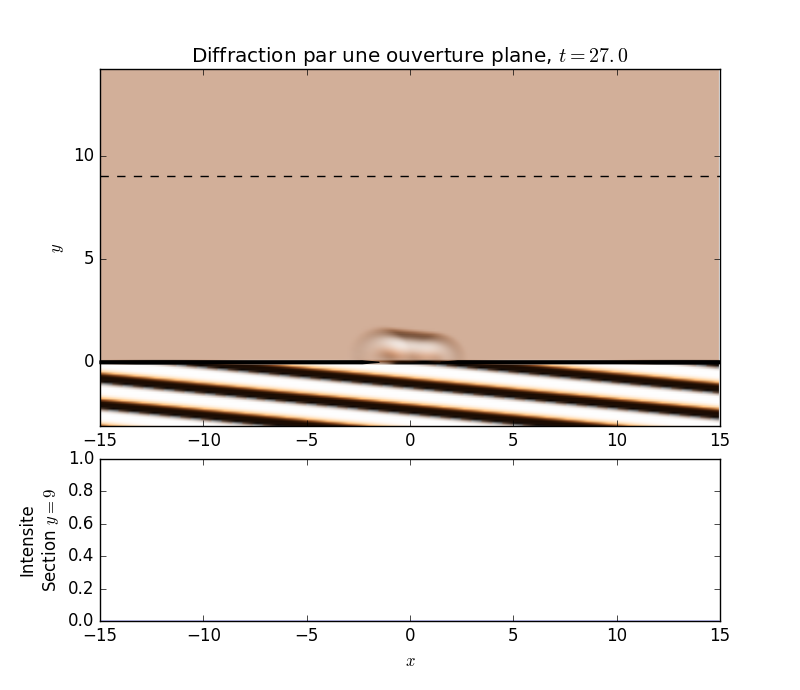 Diffraction par une ouverture plane, t = 27.0
10
5
0
y
−15 −10 −5 0 5 10 15
1.0
0.8
0.6
0.4
0.2
0.0
Intensite
Section y = 9
−15 −10 −5 0 5 10 15
x